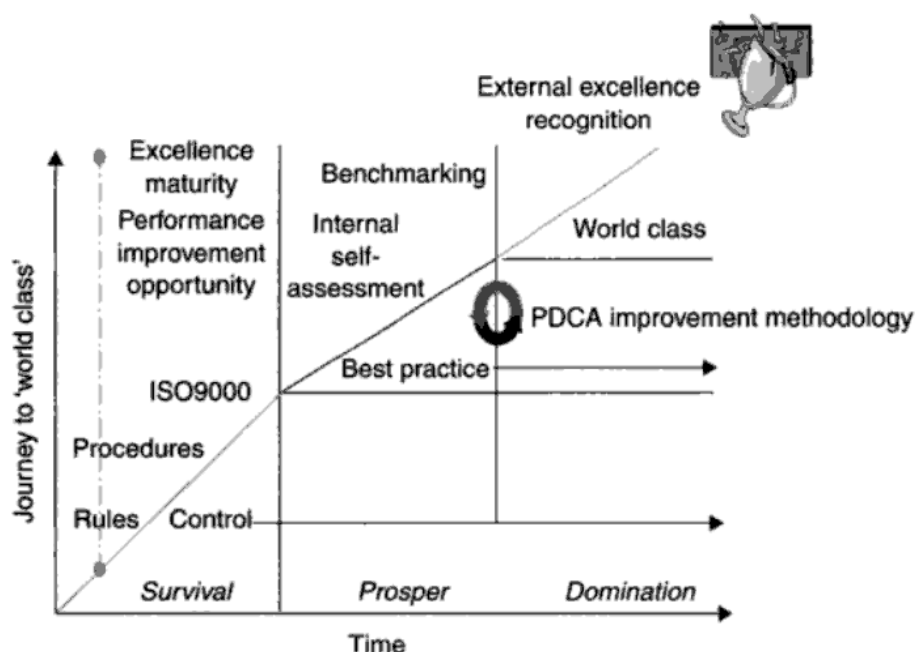 External excellence
recognition
Excellence
maturity
Benchmarking
Performance
improvement
opportunity
Internal
self-
assessment
World class
PDCA improvement methodology
Best practice
ISO9000
Procedures
Rules
Control
Survival
Prosper
Domination
Time
Journey to 'world class'